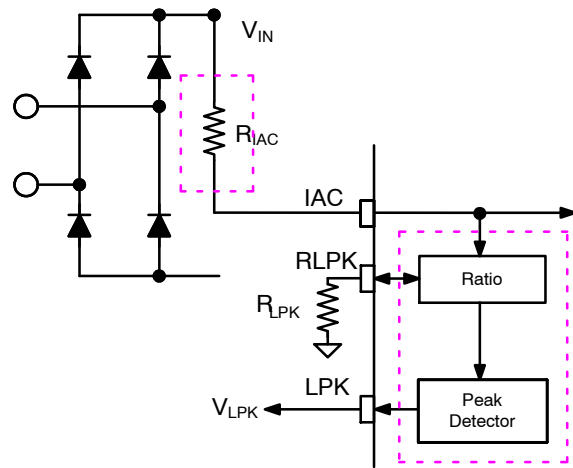 VIN
RIAC
IAC
RLPK
Ratio
RLPK
LPK
Peak
Detector
VLPK